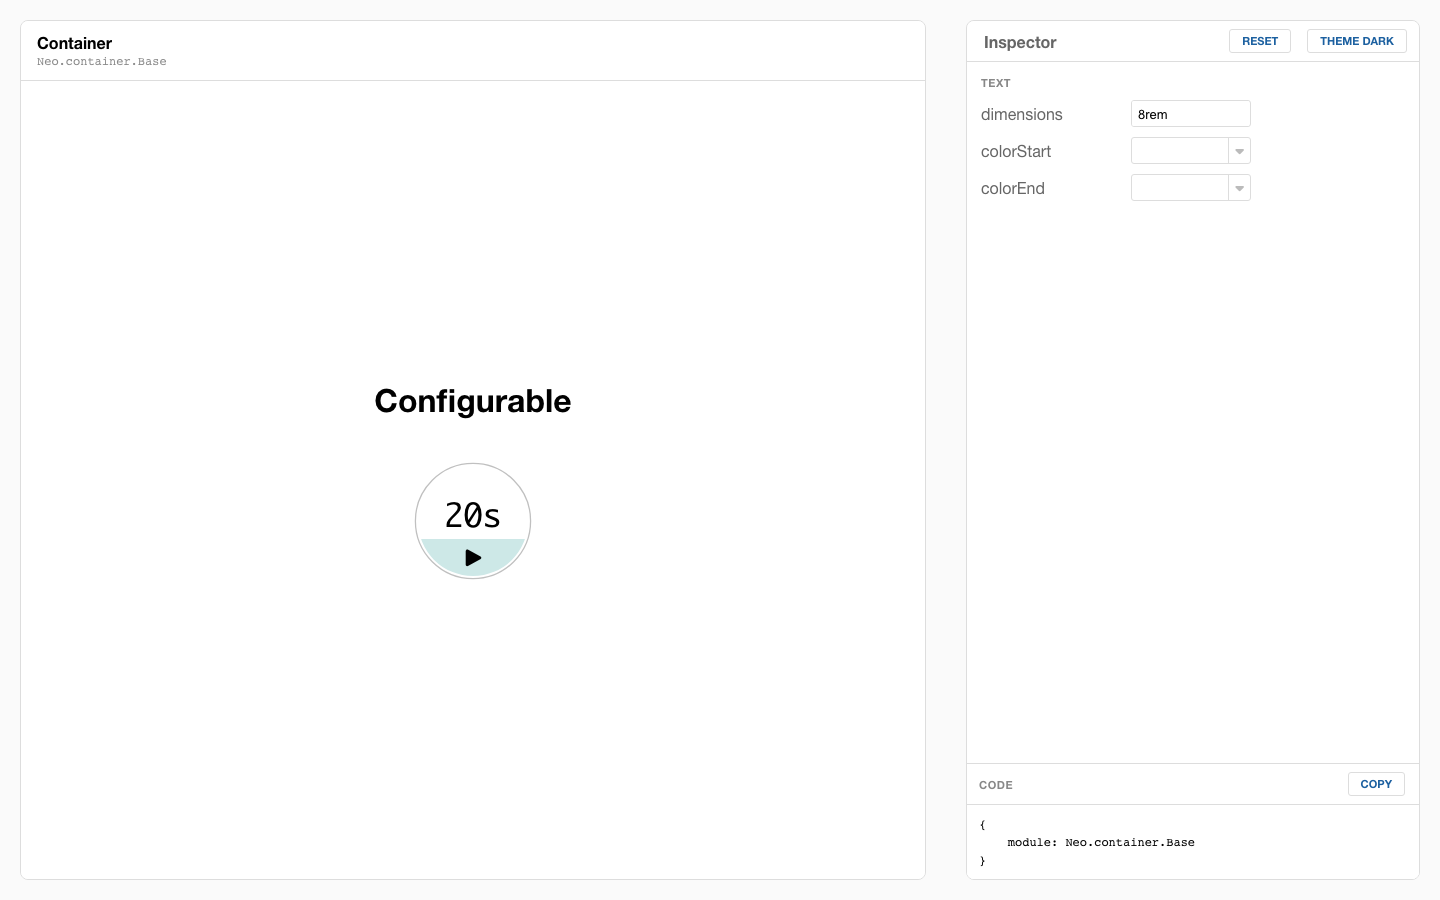 Container
Neo.container.Base
Configurable
20s
Inspector
RESET
THEME DARK
TEXT
dimensions
8rem
colorStart
colorEnd
CODE
COPY
{
    module: Neo.container.Base
}